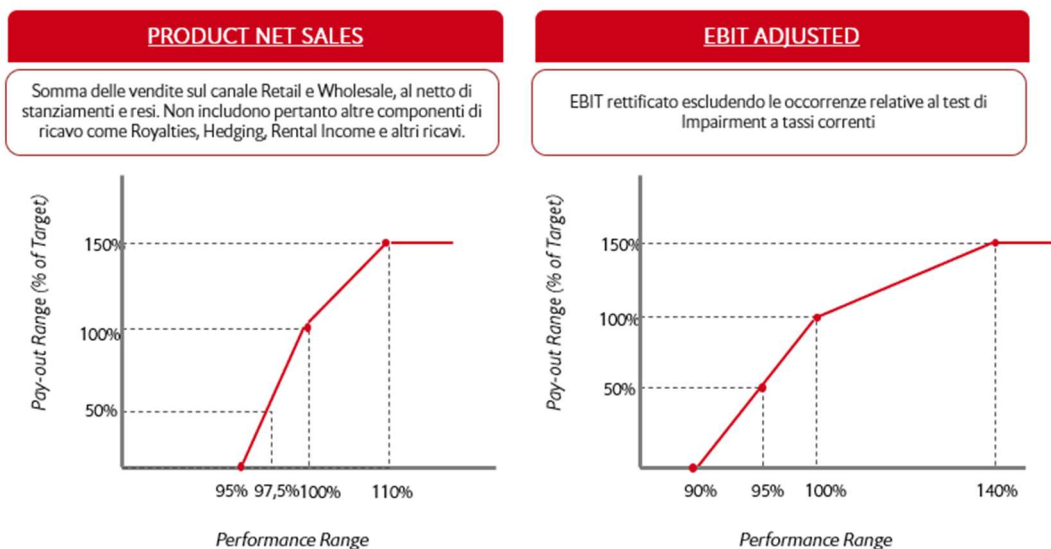 PRODUCT NET SALES
Somma delle vendite sul canale Retail e Wholesale, al netto di
stanziamenti e resi. Non includono pertanto altre componenti di
ricavo come Royalties, Hedging, Rental Income e altri ricavi.
Pay-out Range (% of Target)
150%
100%
50%
95% 97,5% 100% 110%
Performance Range
EBIT ADJUSTED
EBIT rettificato escludendo le occorrenze relative al test di
Impairment a tassi correnti
Pay-out Range (% of Target)
150%
100%
50%
90% 95% 100% 140%
Performance Range